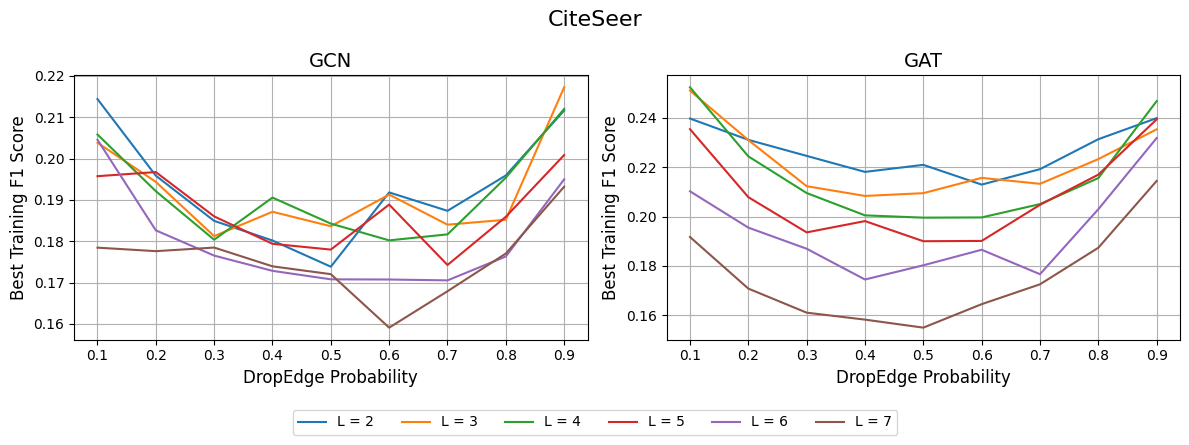 CiteSeer
GCN
Best Training F1 Score
0.22
0.21
0.20
0.19
0.18
0.17
0.16
0.1 0.2 0.3 0.4 0.5 0.6 0.7 0.8 0.9
DropEdge Probability
GAT
Best Training F1 Score
0.24
0.22
0.20
0.18
0.16
0.1 0.2 0.3 0.4 0.5 0.6 0.7 0.8 0.9
DropEdge Probability
L = 2 L = 3 L = 4 L = 5 L = 6 L = 7